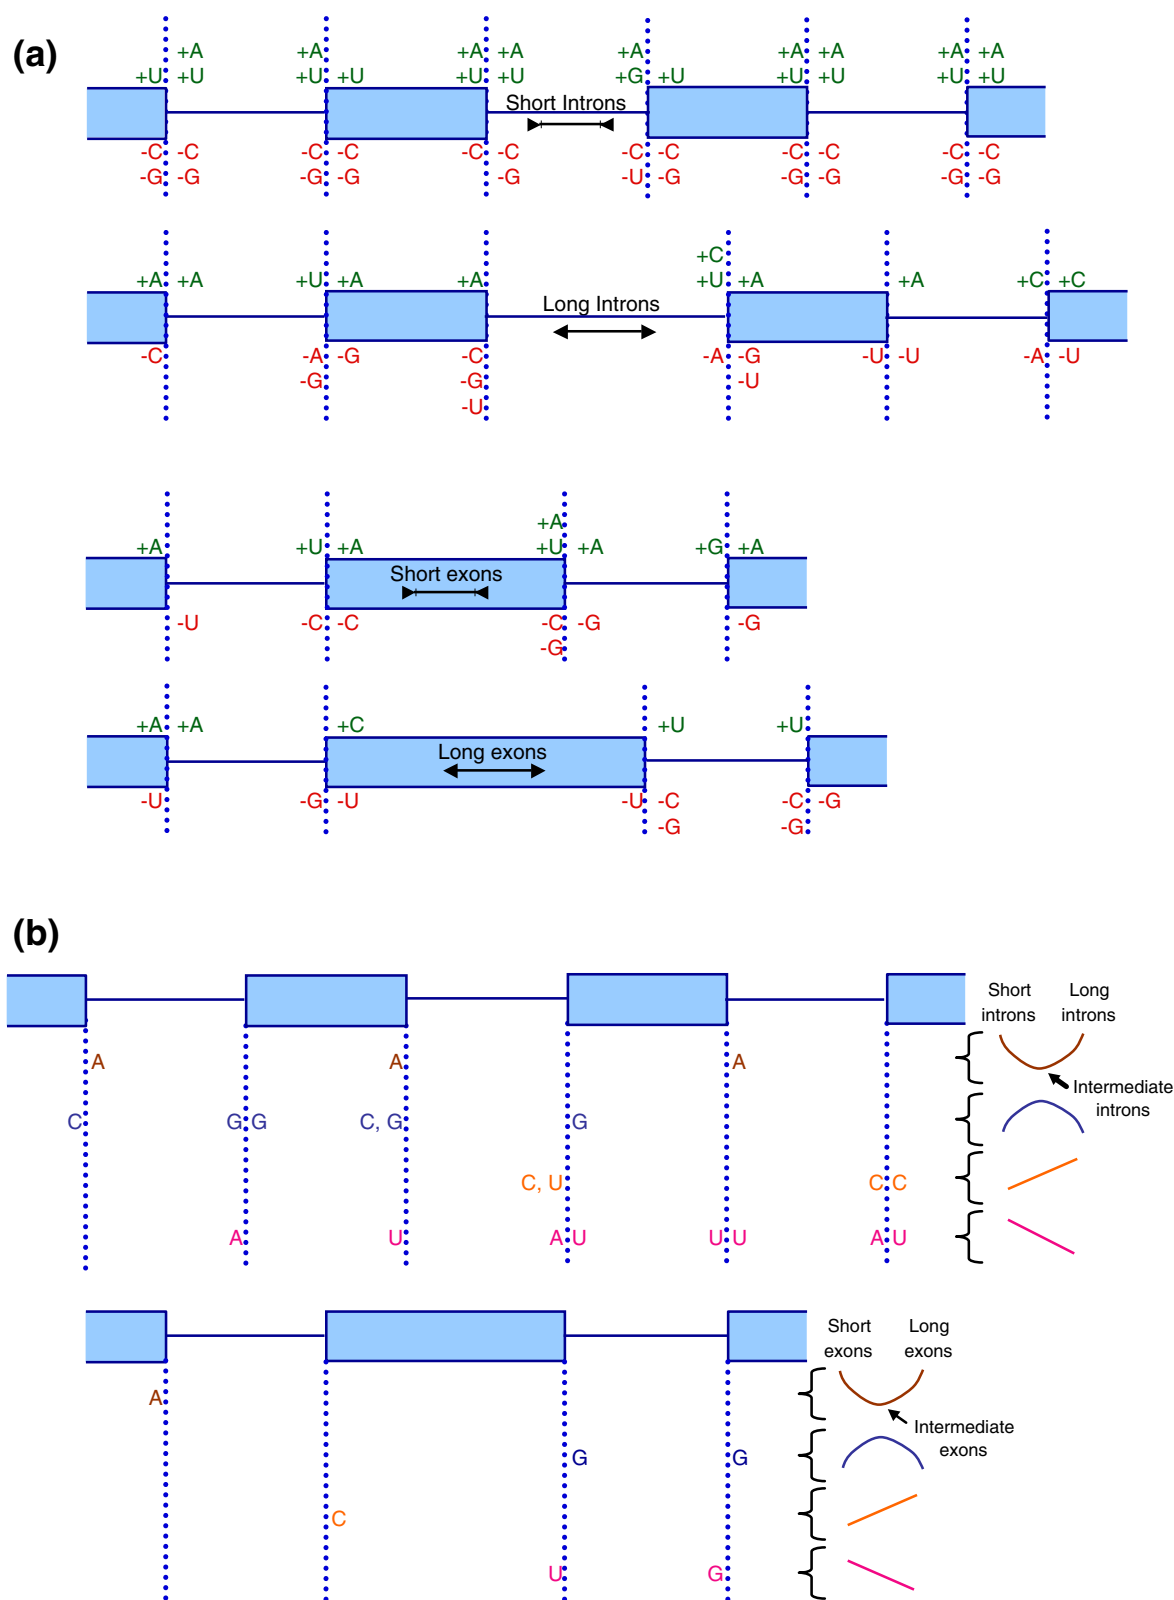 (a)
+A +A +A +A +A +A +A +A +A +A
+U +U +U +U +U +U +G +U +U +U +U +U
Short Introns
-C -C -C -C -C -C -C -C -C -C -C -C
-G -G -G -G -G -U -G -G -G -G -G
+C
+A +A +U +A +A +U +A +A +C +C
Long Introns
-C -A -G -C -A -G -U -U -A -U
-G -G -U
-U
+A
+A +U +A +U +A +G +A
Short exons
-U -C -C -C -G -G
-G
+A +A +C +U +U
Long exons
-U -G -U -U -C -C -G
-G -G
(b)
Short introns
Long introns
A A A
Intermediate introns
C G G C, G G
C, U C C
A U A U U U A U
Short exons
Long exons
A
Intermediate exons
G G
C
U G